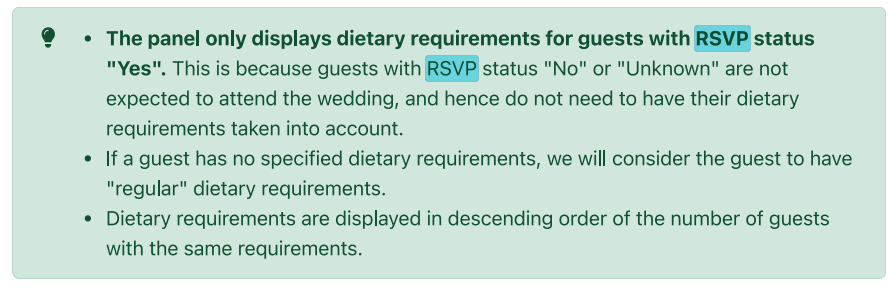 • The panel only displays dietary requirements for guests with RSVP status
"Yes". This is because guests with RSVP status "No" or "Unknown" are not
expected to attend the wedding, and hence do not need to have their dietary
requirements taken into account.
• If a guest has no specified dietary requirements, we will consider the guest to have
"regular" dietary requirements.
• Dietary requirements are displayed in descending order of the number of guests
with the same requirements.